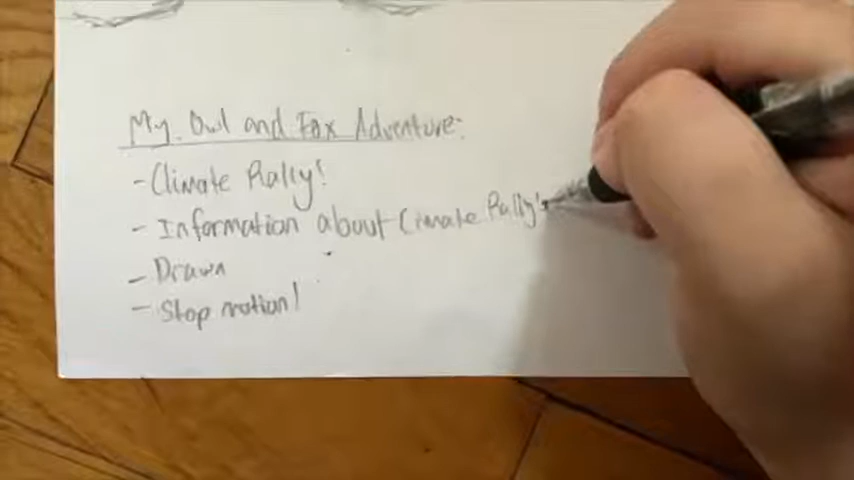 My Owl and Fox Adventure:
- Climate Rally!
- Information about Climate Rally's
- Drawn
- Stop motion!